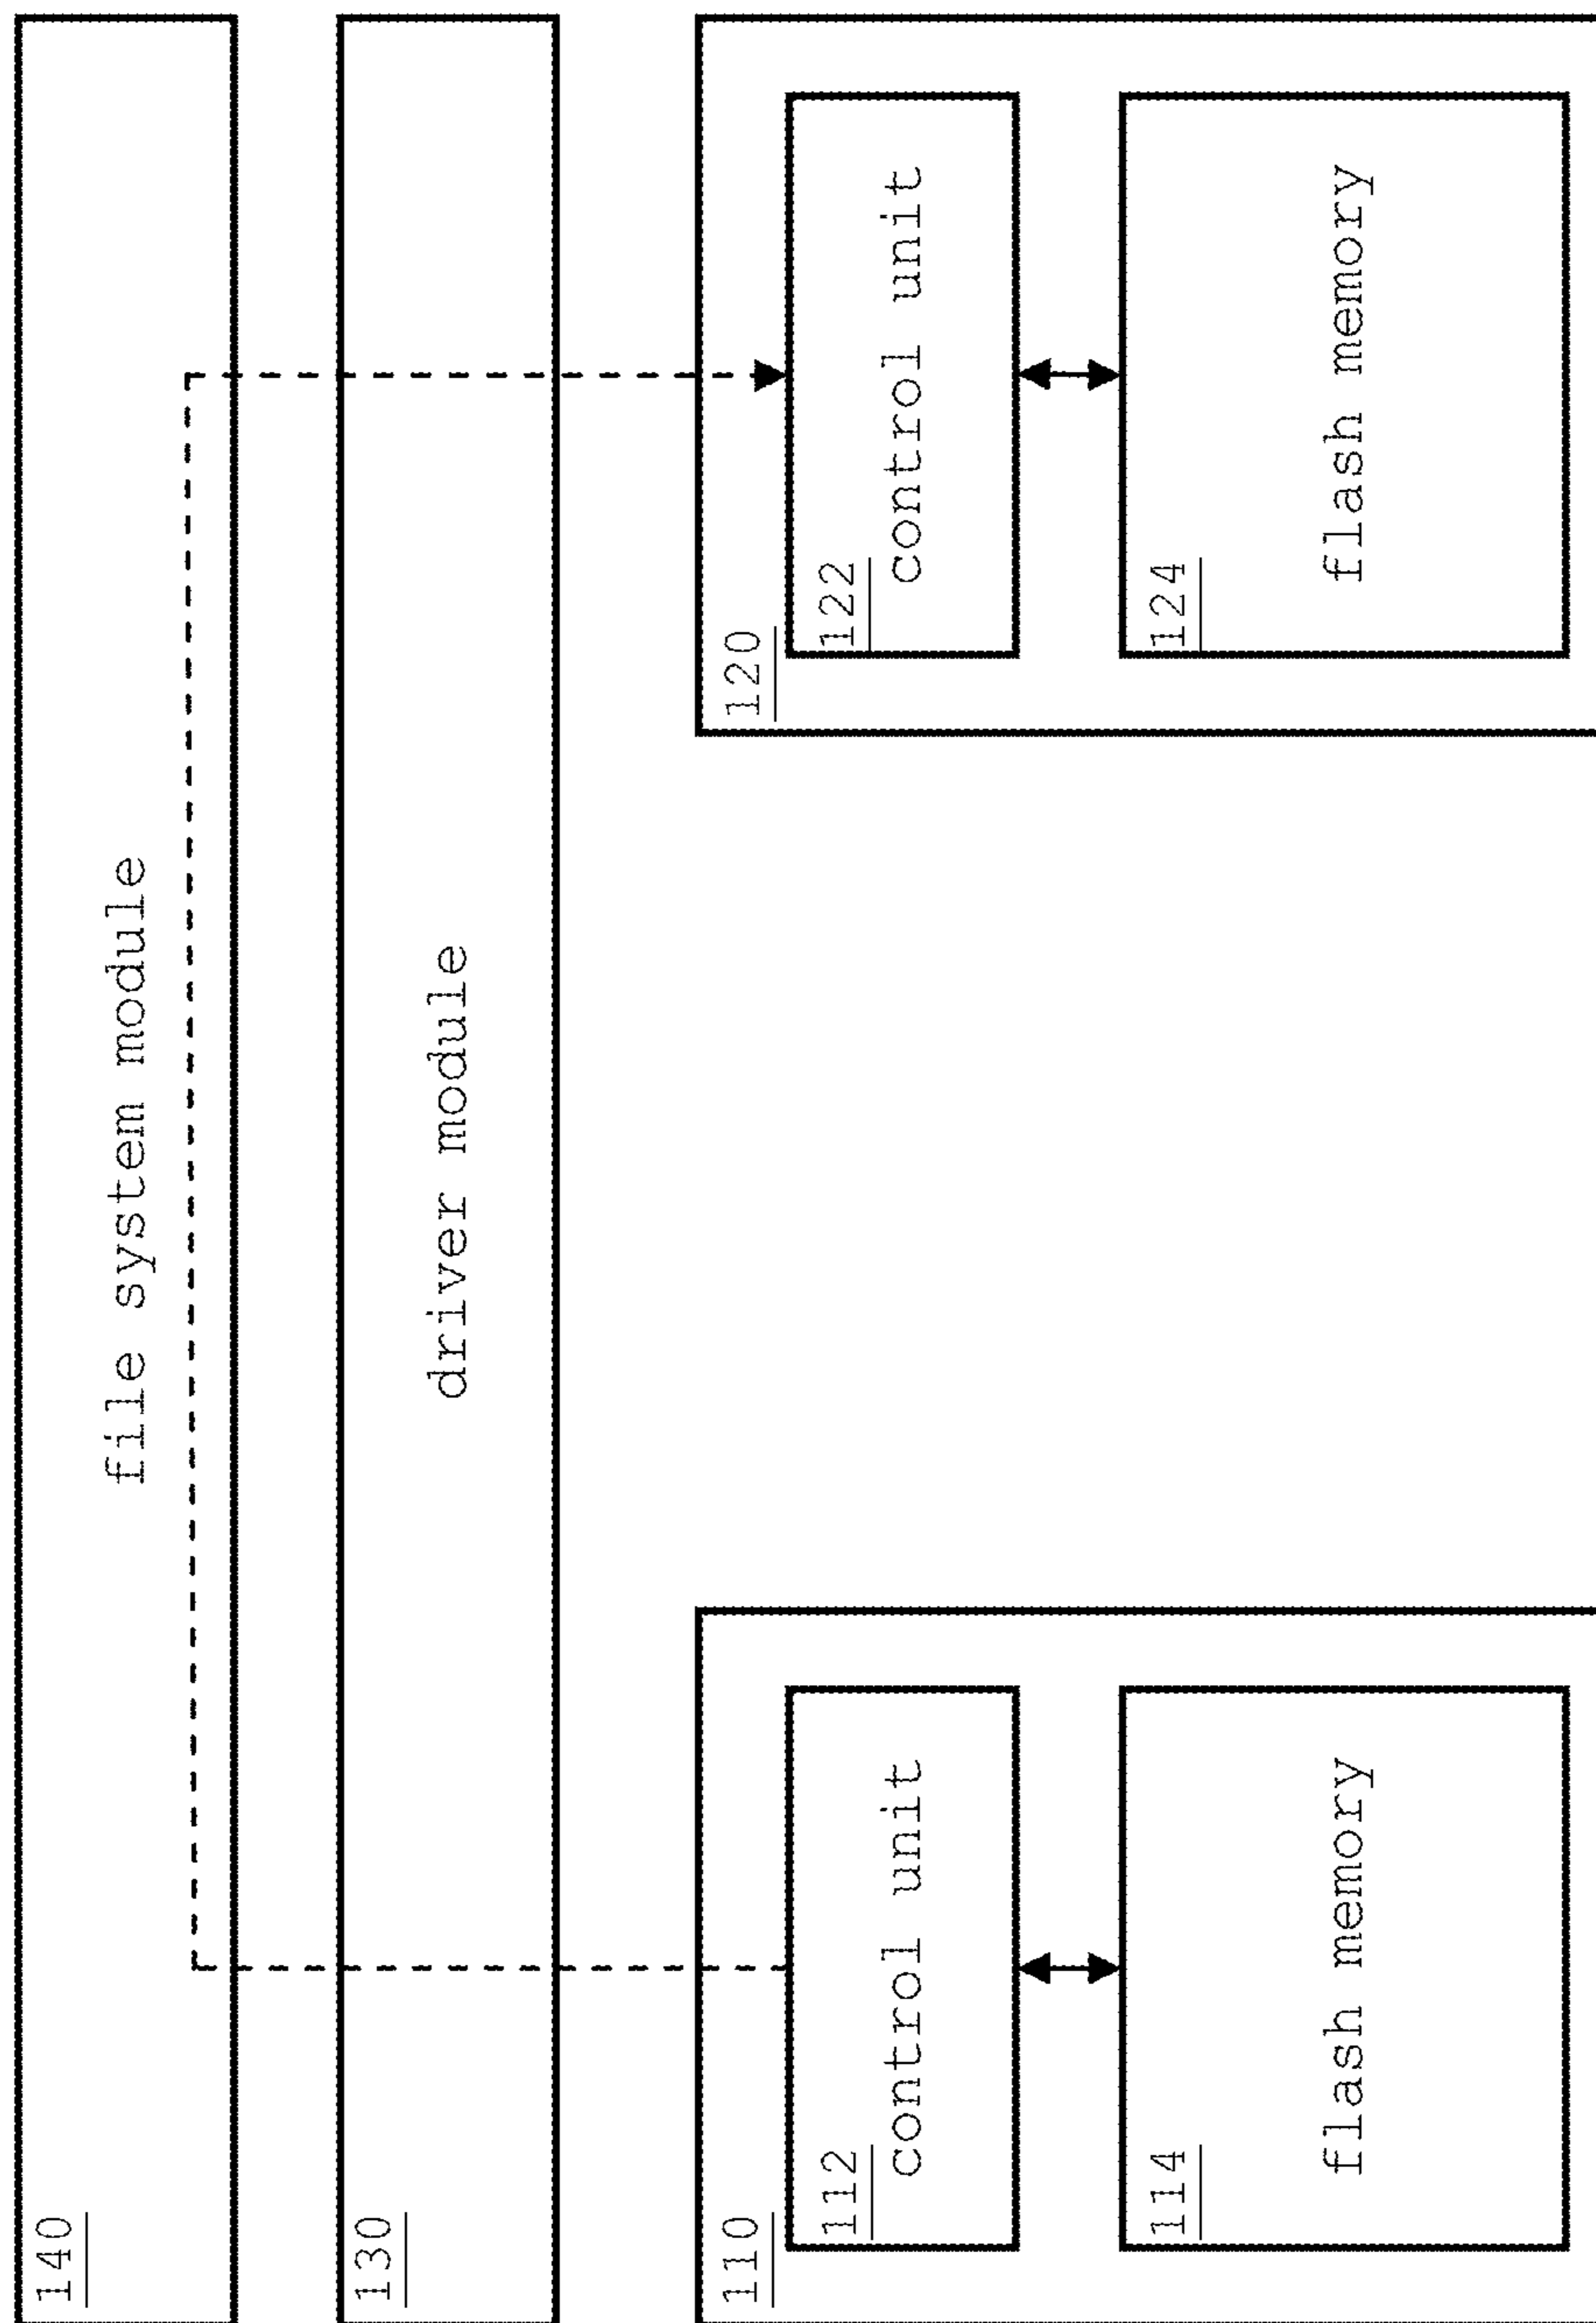 140
file system module
130
driver module
110
112
control unit
114
flash memory
120
122
control unit
124
flash memory